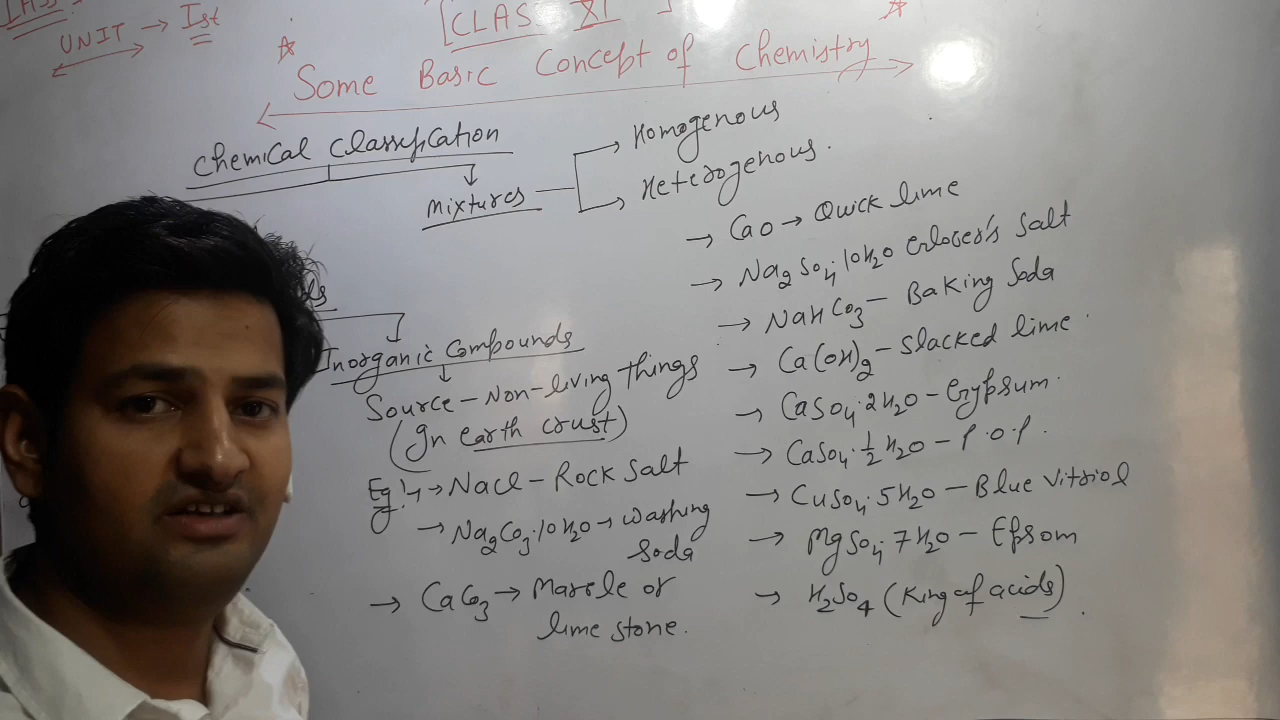 UNIT → Ist
[CLASS XI]
Some Basic Concept of Chemistry
Chemical Classification
Mixtures
Homogenous
Heterogenous.
Inorganic Compounds
Source - Non-living things
(In earth crust)
Eg:- → NaCl - Rock Salt
→ Na2CO3·10H2O → Washing
Soda
→ CaCO3 → Marble or
lime stone.
→ CaO → Quick lime
→ Na2SO4·10H2O Glober's Salt
→ NaHCO3 - Baking Soda
→ Ca(OH)2 - Slacked lime
→ CaSO4·2H2O - Gypsum.
→ CaSO4·½H2O - P.O.P.
→ CuSO4·5H2O - Blue Vitriol
→ MgSO4·7H2O - Epsom
→ H2SO4 (King of acids).